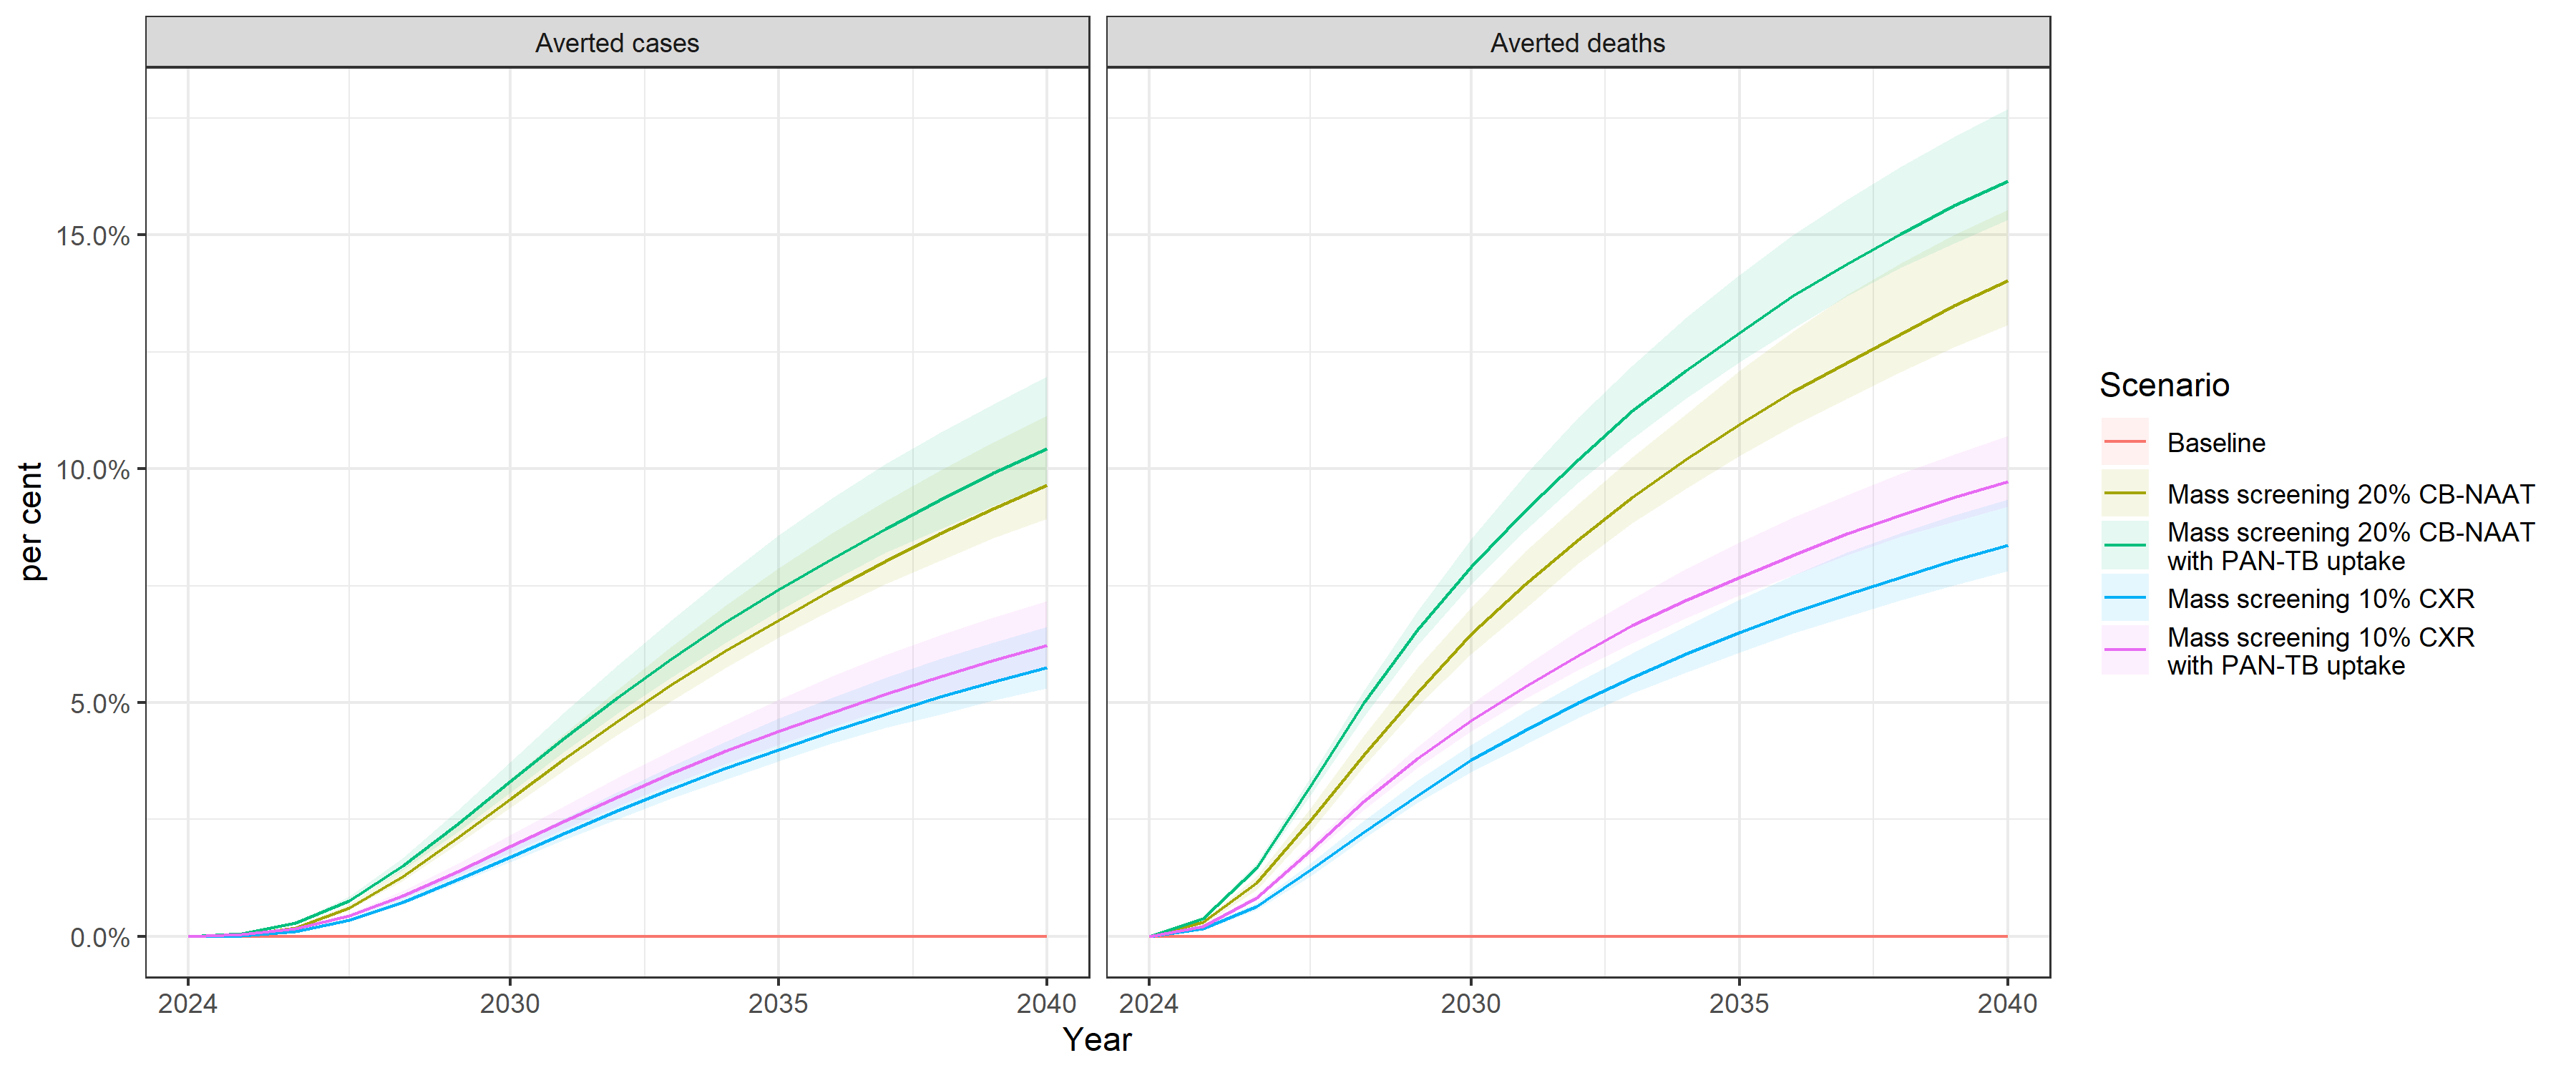 Averted cases
Averted deaths
per cent
15.0%
10.0%
5.0%
0.0%
2024
2030
2035
2040
2024
2030
2035
2040
Year
Scenario
Baseline
Mass screening 20% CB-NAAT
Mass screening 20% CB-NAAT
with PAN-TB uptake
Mass screening 10% CXR
Mass screening 10% CXR
with PAN-TB uptake